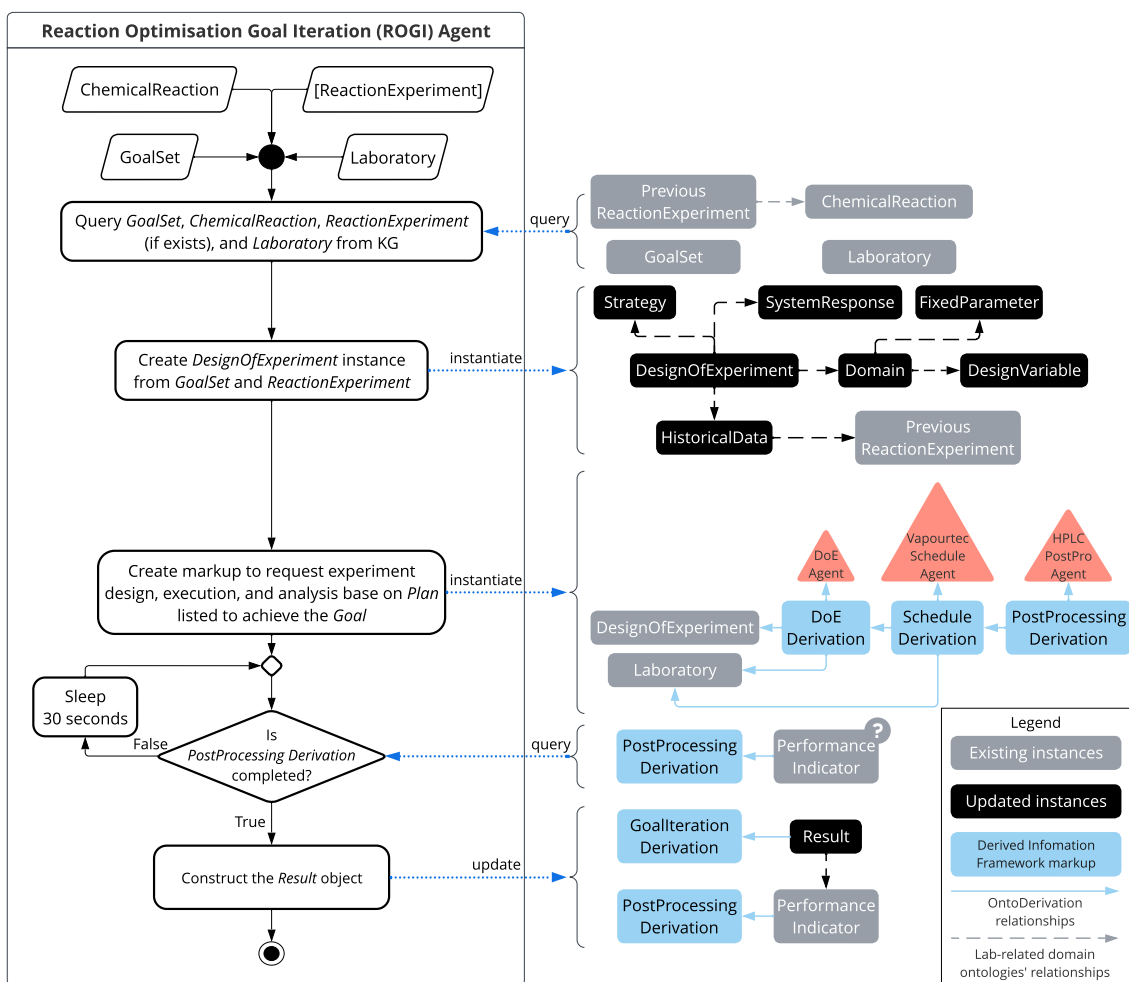 Reaction Optimisation Goal Iteration (ROGI) Agent
ChemicalReaction
[ReactionExperiment]
GoalSet
Laboratory
Query GoalSet, ChemicalReaction, ReactionExperiment
(if exists), and Laboratory from KG
query
Previous
ReactionExperiment
ChemicalReaction
GoalSet
Laboratory
Create DesignOfExperiment instance
from GoalSet and ReactionExperiment
instantiate
Strategy
SystemResponse
FixedParameter
DesignOfExperiment
Domain
DesignVariable
HistoricalData
Previous
ReactionExperiment
Create markup to request experiment
design, execution, and analysis base on Plan
listed to achieve the Goal
instantiate
DoE
Agent
Vapourtec
Schedule
Agent
HPLC
PostPro
Agent
DesignOfExperiment
DoE
Derivation
Schedule
Derivation
PostProcessing
Derivation
Laboratory
Sleep
30 seconds
False
Is
PostProcessing Derivation
completed?
True
query
PostProcessing
Derivation
Performance
Indicator
?
Construct the Result object
update
GoalIteration
Derivation
Result
PostProcessing
Derivation
Performance
Indicator
Legend
Existing instances
Updated instances
Derived Infomation
Framework markup
OntoDerivation
relationships
Lab-related domain
ontologies' relationships